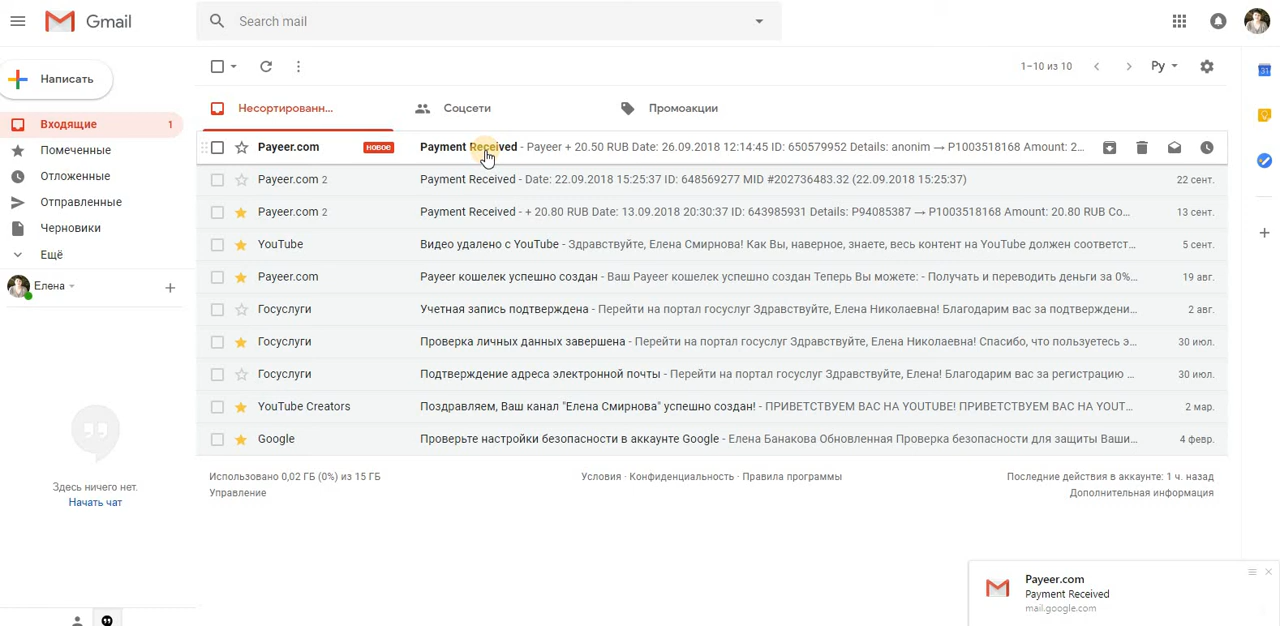 Gmail
Search mail
Написать
1–10 из 10
Ру
Несортированн...
Соцсети
Промоакции
Входящие 1
Помеченные
Отложенные
Отправленные
Черновики
Ещё
Елена
Payeer.com новое Payment Received - Payeer + 20.50 RUB Date: 26.09.2018 12:14:45 ID: 650579952 Details: anonim → P1003518168 Amount: 2...
Payeer.com 2 Payment Received - Date: 22.09.2018 15:25:37 ID: 648569277 MID #202736483.32 (22.09.2018 15:25:37) 22 сент.
Payeer.com 2 Payment Received - + 20.80 RUB Date: 13.09.2018 20:30:37 ID: 643985931 Details: P94085387 → P1003518168 Amount: 20.80 RUB Co... 13 сент.
YouTube Видео удалено с YouTube - Здравствуйте, Елена Смирнова! Как Вы, наверное, знаете, весь контент на YouTube должен соответст... 5 сент.
Payeer.com Payeer кошелек успешно создан - Ваш Payeer кошелек успешно создан Теперь Вы можете: - Получать и переводить деньги за 0%... 19 авг.
Госуслуги Учетная запись подтверждена - Перейти на портал госуслуг Здравствуйте, Елена Николаевна! Благодарим вас за подтверждени... 2 авг.
Госуслуги Проверка личных данных завершена - Перейти на портал госуслуг Здравствуйте, Елена Николаевна! Спасибо, что пользуетесь э... 30 июл.
Госуслуги Подтверждение адреса электронной почты - Перейти на портал госуслуг Здравствуйте, Елена! Благодарим вас за регистрацию ... 30 июл.
YouTube Creators Поздравляем, Ваш канал "Елена Смирнова" успешно создан! - ПРИВЕТСТВУЕМ ВАС НА YOUTUBE! ПРИВЕТСТВУЕМ ВАС НА YOUT... 2 мар.
Google Проверьте настройки безопасности в аккаунте Google - Елена Банакова Обновленная Проверка безопасности для защиты Ваши... 4 февр.
Использовано 0,02 ГБ (0%) из 15 ГБ
Управление
Условия · Конфиденциальность · Правила программы
Последние действия в аккаунте: 1 ч. назад
Дополнительная информация
Здесь ничего нет.
Начать чат
Payeer.com
Payment Received
mail.google.com
31